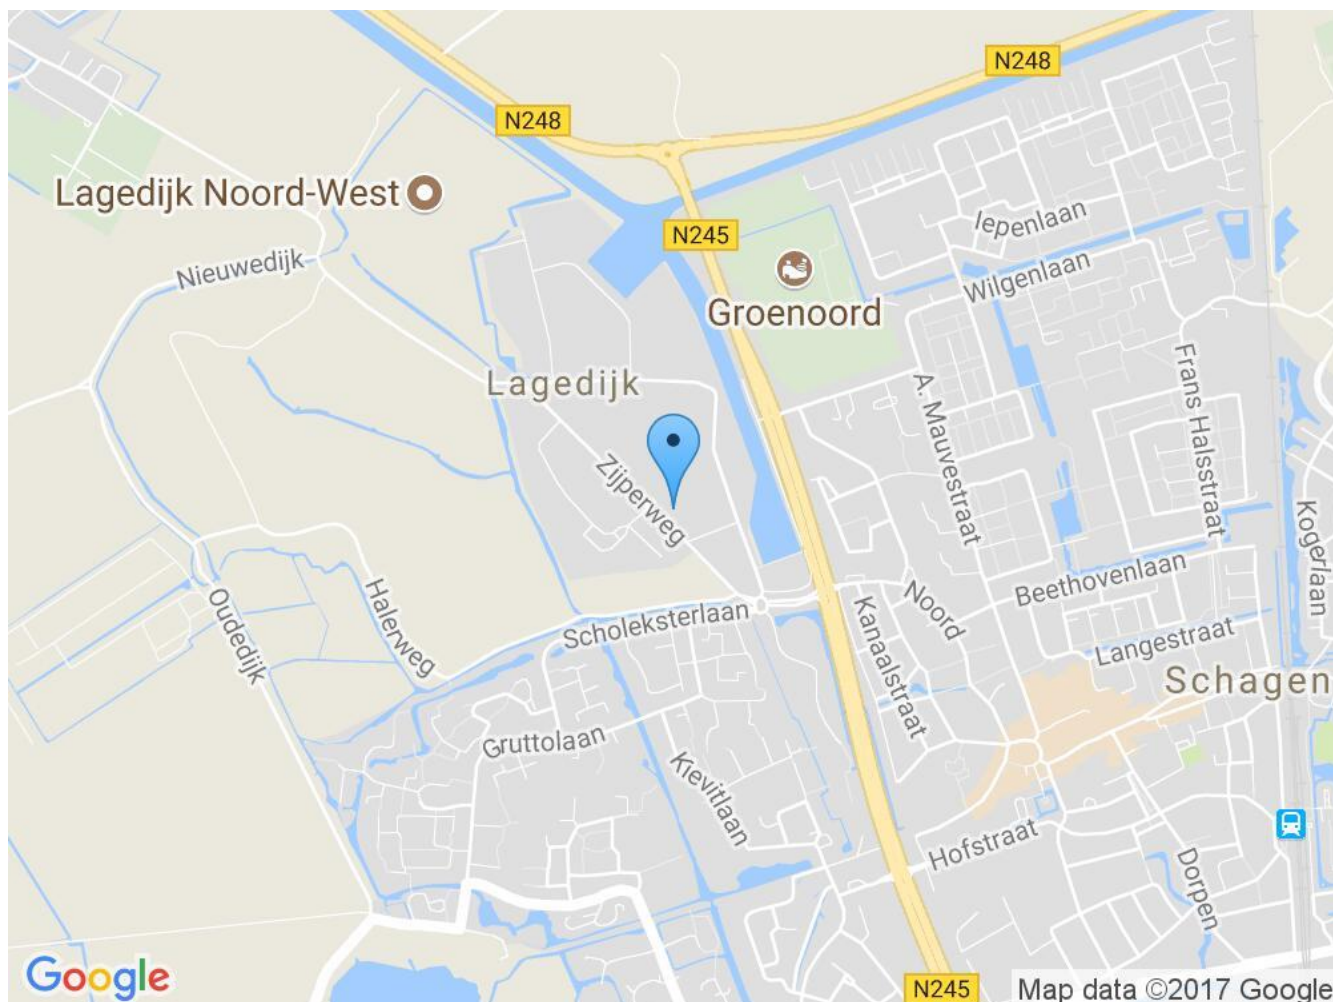 N248
N248
Lagedijk Noord-West
Iepenlaan
N245
Nieuwedijk
Wilgenlaan
Groenoord
Lagedijk
A. Mauvestraat
Frans Halsstraat
Zijperweg
Kogerlaan
Beethovenlaan
Noord
Halerweg
Oudedijk
Scholeksterlaan
Kanaalstraat
Langestraat
Schagen
Gruttolaan
Kievitlaan
Hofstraat
Dorpen
Google
N245
Map data ©2017 Google